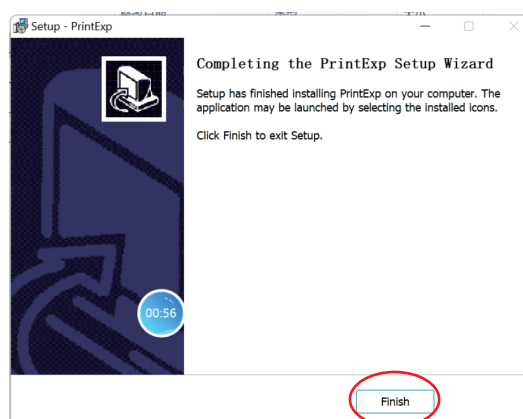 Setup - PrintExp
Completing the PrintExp Setup Wizard
Setup has finished installing PrintExp on your computer. The
application may be launched by selecting the installed icons.
Click Finish to exit Setup.
00:56
Finish